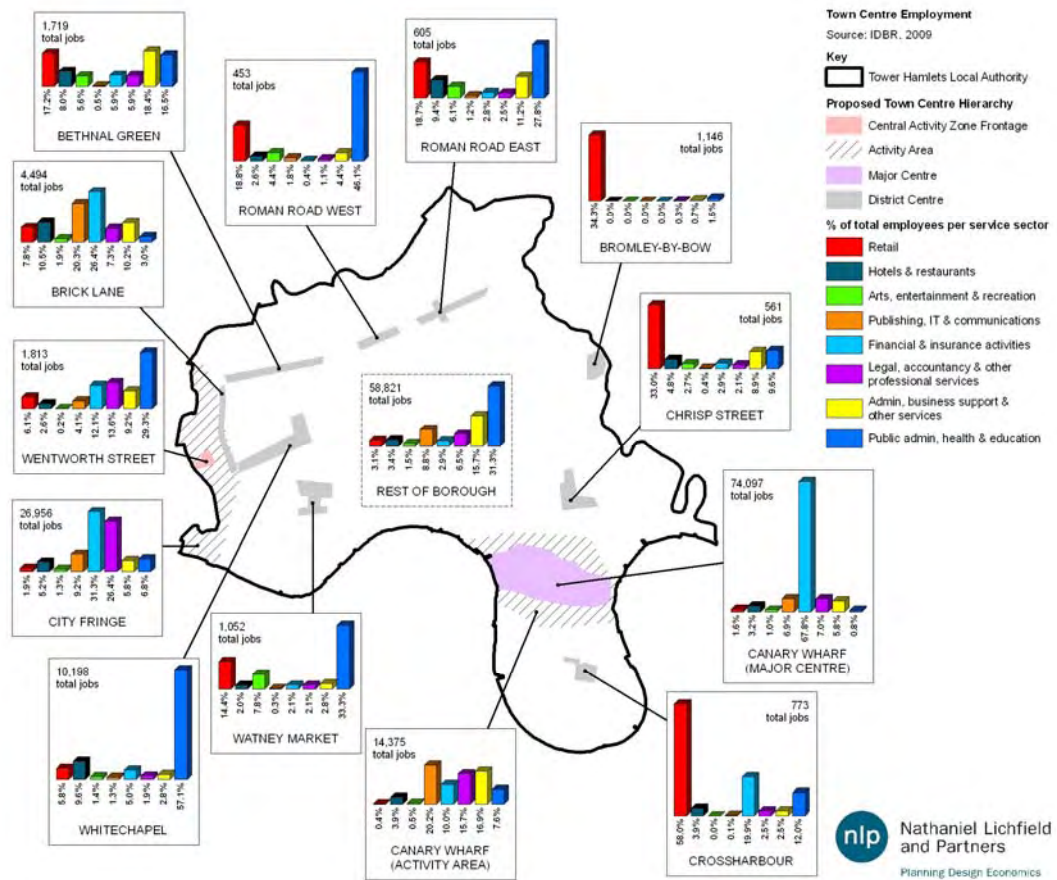 1,719
total jobs
17.2% 8.0% 5.6% 0.5% 5.9% 5.9% 18.4% 16.5%
BETHNAL GREEN
453
total jobs
18.8% 2.6% 4.4% 1.8% 0.4% 1.1% 4.4% 46.1%
ROMAN ROAD WEST
605
total jobs
18.7% 9.4% 6.1% 1.2% 2.8% 2.5% 11.2% 27.8%
ROMAN ROAD EAST
1,146
total jobs
34.3% 0.0% 0.0% 0.0% 0.0% 0.3% 0.7% 1.5%
BROMLEY-BY-BOW
4,494
total jobs
7.8% 10.5% 1.9% 20.3% 26.4% 7.3% 10.2% 3.0%
BRICK LANE
561
total jobs
33.0% 4.8% 2.7% 0.4% 2.9% 2.1% 8.9% 9.6%
CHRISP STREET
1,813
total jobs
6.1% 2.6% 0.2% 4.1% 12.1% 13.6% 9.2% 29.3%
WENTWORTH STREET
58,821
total jobs
3.1% 3.4% 1.5% 8.8% 2.9% 6.5% 15.7% 31.3%
REST OF BOROUGH
26,956
total jobs
1.9% 5.2% 1.3% 9.2% 31.3% 26.4% 5.8% 6.8%
CITY FRINGE
74,097
total jobs
1.6% 3.2% 1.0% 6.9% 67.8% 7.0% 5.8% 0.8%
CANARY WHARF
(MAJOR CENTRE)
10,198
total jobs
5.8% 9.6% 1.4% 1.3% 5.0% 1.9% 2.8% 57.1%
WHITECHAPEL
1,052
total jobs
14.4% 2.0% 7.8% 0.3% 2.1% 2.1% 2.8% 33.3%
WATNEY MARKET
14,375
total jobs
0.4% 3.9% 0.5% 20.2% 10.0% 15.7% 16.9% 7.6%
CANARY WHARF
(ACTIVITY AREA)
773
total jobs
58.0% 3.9% 0.0% 0.1% 19.9% 2.5% 2.5% 12.0%
CROSSHARBOUR
Town Centre Employment
Source: IDBR, 2009
Key
Tower Hamlets Local Authority
Proposed Town Centre Hierarchy
Central Activity Zone Frontage
Activity Area
Major Centre
District Centre
% of total employees per service sector
Retail
Hotels & restaurants
Arts, entertainment & recreation
Publishing, IT & communications
Financial & insurance activities
Legal, accountancy & other
professional services
Admin, business support &
other services
Public admin, health & education
nlp
Nathaniel Lichfield
and Partners
Planning Design Economics